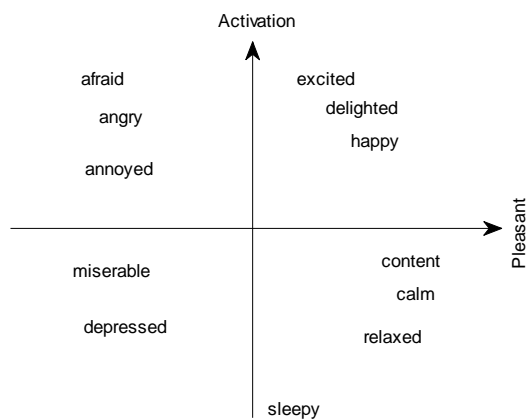 Activation
afraid
excited
delighted
angry
happy
annoyed
Pleasant
content
miserable
calm
depressed
relaxed
sleepy